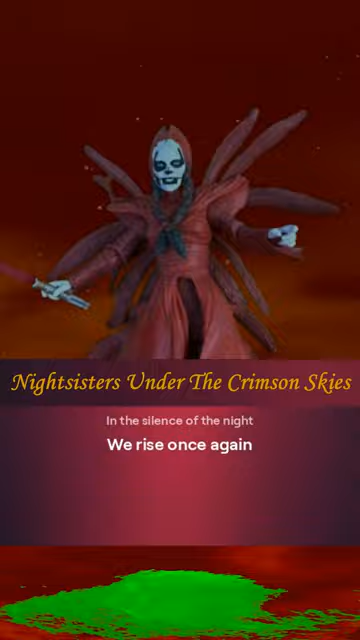 Nightsisters Under The Crimson Skies
In the silence of the night
We rise once again